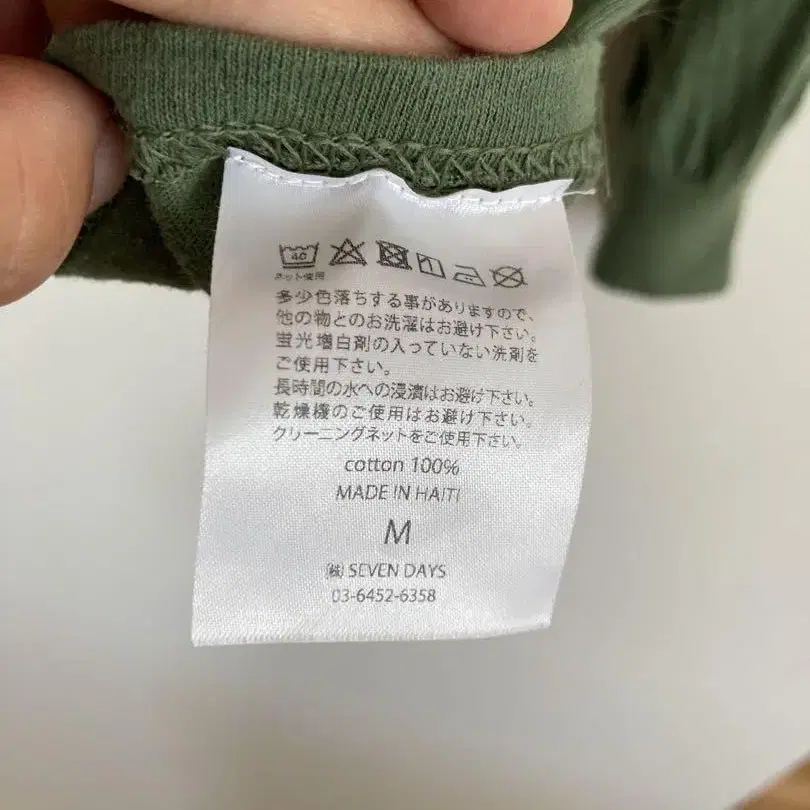 40
ネット使用
多少色落ちする事がありますので、
他の物とのお洗濯はお避け下さい。
蛍光増白剤の入っていない洗剤を
ご使用下さい。
長時間の水への浸漬はお避け下さい。
乾燥機のご使用はお避け下さい。
クリーニングネットをご使用下さい。
cotton 100%
MADE IN HAITI
M
㈱ SEVEN DAYS
03-6452-6358